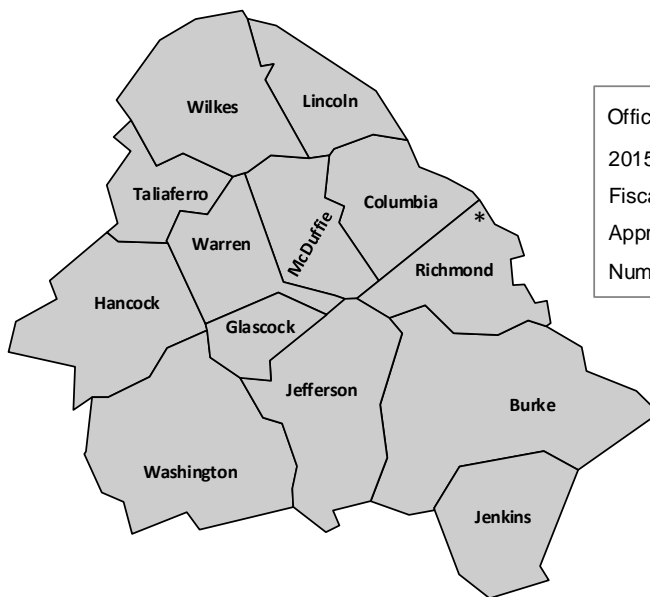 Wilkes
Lincoln
Taliaferro
Columbia
*
Warren
McDuffie
Richmond
Hancock
Glascock
Jefferson
Burke
Washington
Jenkins
Offic
2015
Fisca
Appr
Num